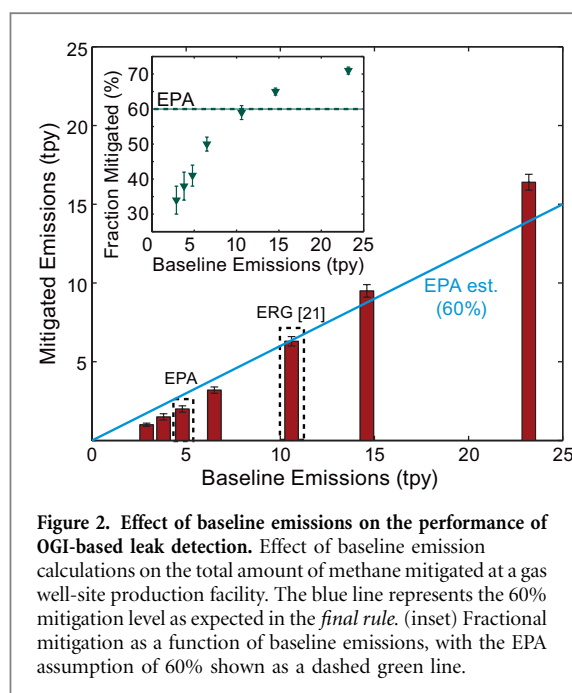 25
20
15
10
5
Mitigated Emissions (tpy)
0 5 10 15 20 25
Baseline Emissions (tpy)
EPA
ERG [21]
EPA est.
(60%)
70
60
50
40
30
Fraction Mitigated (%)
EPA
0 5 10 15 20 25
Baseline Emissions (tpy)
Figure 2. Effect of baseline emissions on the performance of
OGI-based leak detection. Effect of baseline emission
calculations on the total amount of methane mitigated at a gas
well-site production facility. The blue line represents the 60%
mitigation level as expected in the final rule. (inset) Fractional
mitigation as a function of baseline emissions, with the EPA
assumption of 60% shown as a dashed green line.